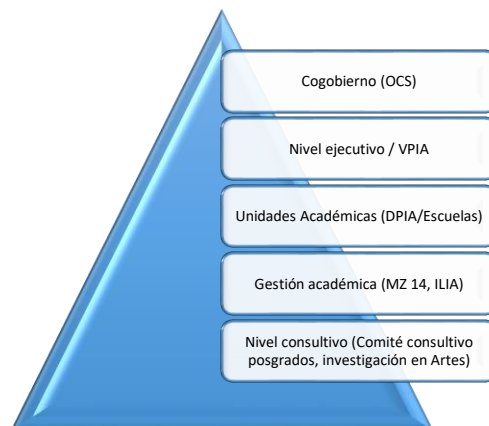 Cogobierno (OCS)
Nivel ejecutivo / VPIA
Unidades Académicas (DPIA/Escuelas)
Gestión académica (MZ 14, ILIA)
Nivel consultivo (Comité consultivo
posgrados, investigación en Artes)